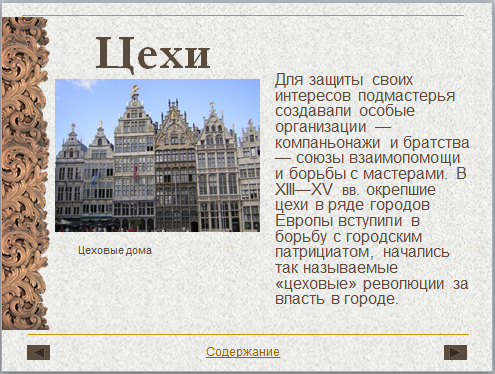 Цехи
Для защиты своих
интересов подмастерья
создавали особые
организации —
компаньонажи и братства
— союзы взаимопомощи
и борьбы с мастерами. В
XIII—XV вв. окрепшие
цехи в ряде городов
Европы вступили в
борьбу с городским
патрициатом, начались
так называемые
«цеховые» революции за
власть в городе.
Цеховые дома
Содержание